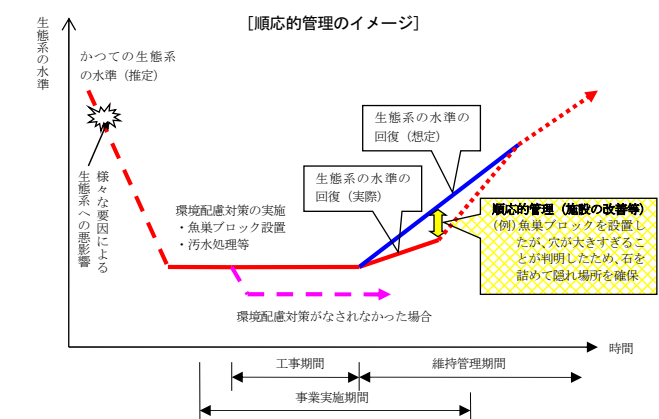 ［順応的管理のイメージ］
生態系の水準
かつての生態系
の水準（推定）
生態系の水準の
回復（想定）
生態系の水準の
回復（実際）
様々な要因による
生態系への悪影響
環境配慮対策の実施
・魚巣ブロック設置
・汚水処理等
順応的管理（施設の改善等）
（例）魚巣ブロックを設置し
たが、穴が大きすぎるこ
とが判明したため、石を
詰めて隠れ場所を確保
環境配慮対策がなされなかった場合
時間
工事期間
維持管理期間
事業実施期間